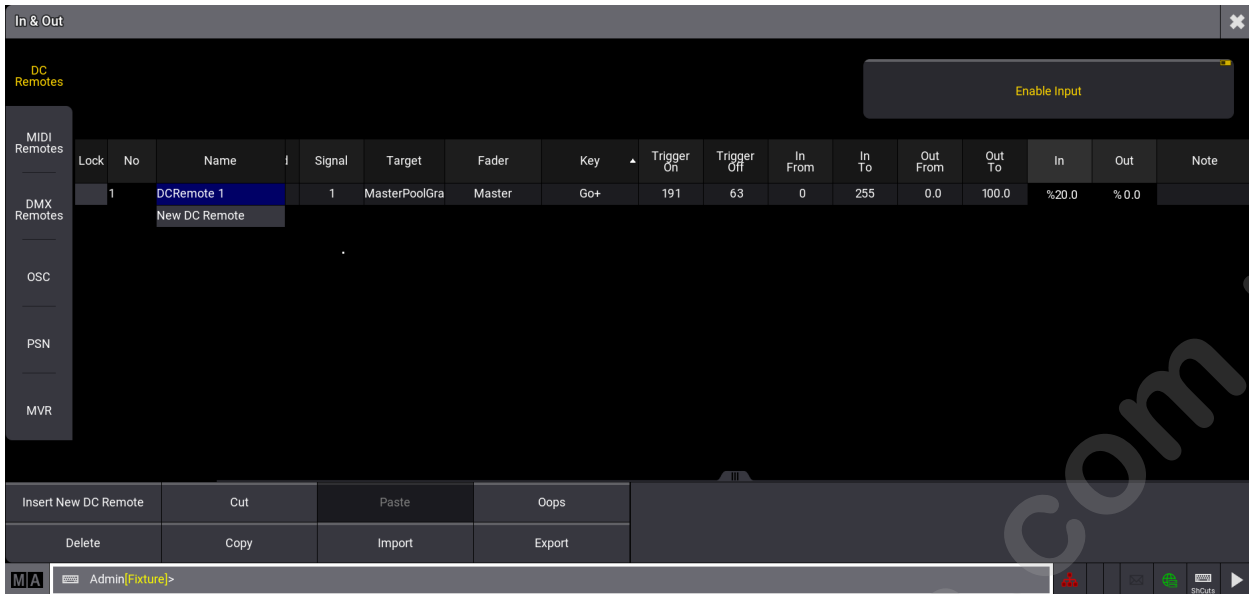 In & Out
DC
Remotes
Enable Input
MIDI
Remotes
Lock No Name d Signal Target Fader Key Trigger On Trigger Off In From In To Out From Out To In Out Note
1 DCRemote 1 1 MasterPoolGra Master Go+ 191 63 0 255 0.0 100.0 %20.0 % 0.0
New DC Remote
DMX
Remotes
OSC
PSN
MVR
Insert New DC Remote Cut Paste Oops
Delete Copy Import Export
MA Admin[Fixture]>
ShCuts
com